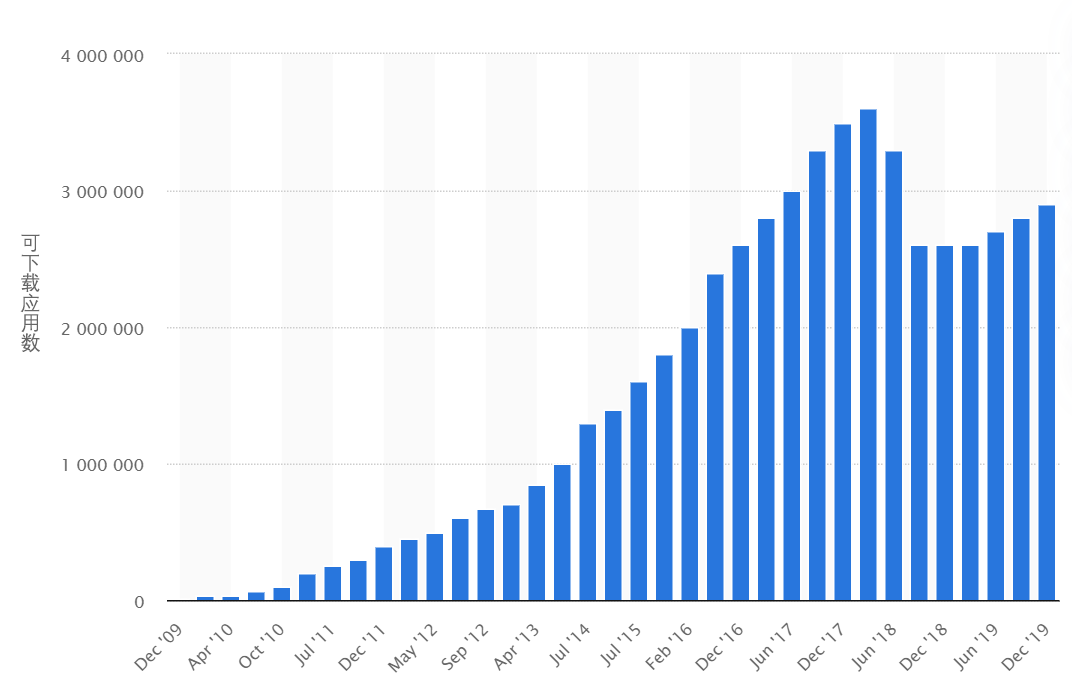 4 000 000
3 000 000
2 000 000
1 000 000
0
可下载应用数
Dec '09
Apr '10
Oct '10
Jul '11
Dec '11
May '12
Sep '12
Apr '13
Jul '14
Jul '15
Feb '16
Dec '16
Jun '17
Dec '17
Jun '18
Dec '18
Jun '19
Dec '19